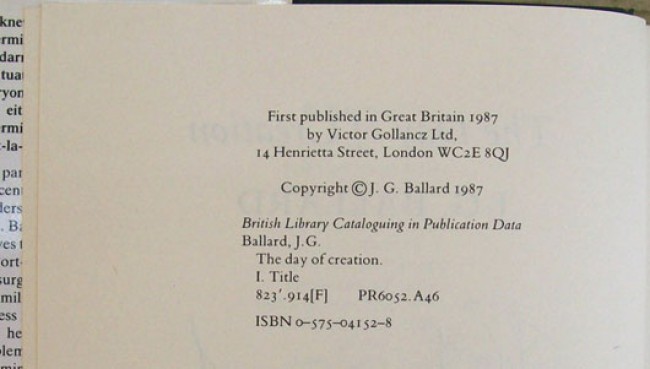 First published in Great Britain 1987
by Victor Gollancz Ltd,
14 Henrietta Street, London WC2E 8QJ
Copyright © J. G. Ballard 1987
British Library Cataloguing in Publication Data
Ballard, J.G.
The day of creation.
I. Title
823'.914[F] PR6052.A46
ISBN 0–575–04152–8